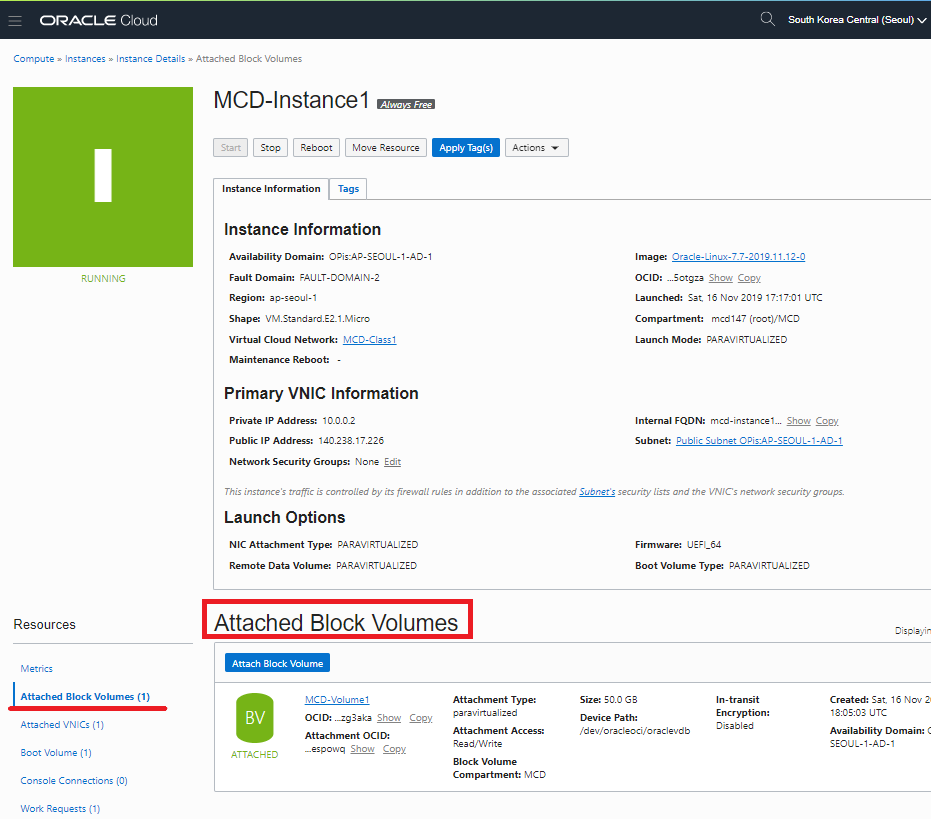 ORACLE Cloud
South Korea Central (Seoul)
Compute » Instances » Instance Details » Attached Block Volumes
I
RUNNING
MCD-Instance1 Always Free
Start Stop Reboot Move Resource Apply Tag(s) Actions
Instance Information Tags
Instance Information
Availability Domain: OPis:AP-SEOUL-1-AD-1
Fault Domain: FAULT-DOMAIN-2
Region: ap-seoul-1
Shape: VM.Standard.E2.1.Micro
Virtual Cloud Network: MCD-Class1
Maintenance Reboot: -
Image: Oracle-Linux-7.7-2019.11.12-0
OCID: ...5otgza Show Copy
Launched: Sat, 16 Nov 2019 17:17:01 UTC
Compartment: mcd147 (root)/MCD
Launch Mode: PARAVIRTUALIZED
Primary VNIC Information
Private IP Address: 10.0.0.2
Public IP Address: 140.238.17.226
Network Security Groups: None Edit
Internal FQDN: mcd-instance1... Show Copy
Subnet: Public Subnet OPis:AP-SEOUL-1-AD-1
This instance's traffic is controlled by its firewall rules in addition to the associated Subnet's security lists and the VNIC's network security groups.
Launch Options
NIC Attachment Type: PARAVIRTUALIZED
Remote Data Volume: PARAVIRTUALIZED
Firmware: UEFI_64
Boot Volume Type: PARAVIRTUALIZED
Resources
Metrics
Attached Block Volumes (1)
Attached VNICs (1)
Boot Volume (1)
Console Connections (0)
Work Requests (1)
Attached Block Volumes
Attach Block Volume
BV
ATTACHED
MCD-Volume1
OCID: ...zg3aka Show Copy
Attachment OCID:
...espowq Show Copy
Attachment Type:
paravirtualized
Attachment Access:
Read/Write
Block Volume
Compartment: MCD
Size: 50.0 GB
Device Path:
/dev/oracleoci/oraclevdb
In-transit
Encryption:
Disabled
Created: Sat, 16 Nov 20
18:05:03 UTC
Availability Domain:
SEOUL-1-AD-1